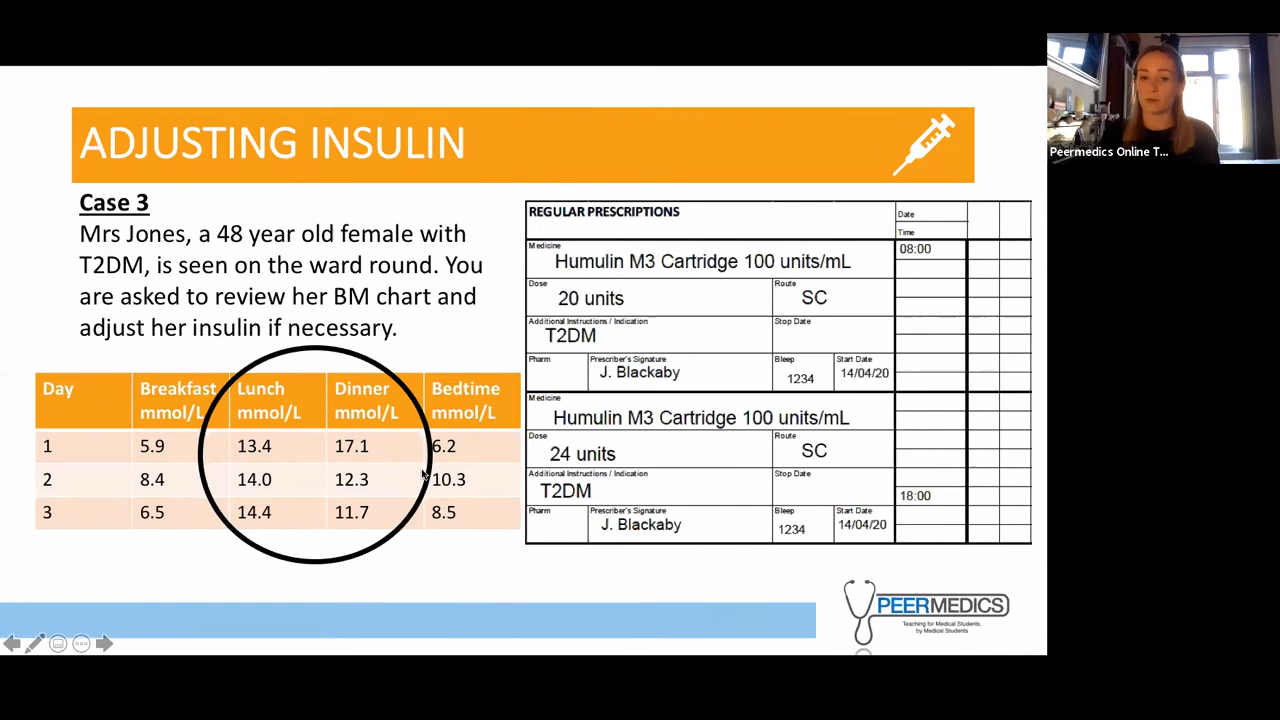 ADJUSTING INSULIN
Case 3
Mrs Jones, a 48 year old female with
T2DM, is seen on the ward round. You
are asked to review her BM chart and
adjust her insulin if necessary.
Day Breakfast mmol/L Lunch mmol/L Dinner mmol/L Bedtime mmol/L
1 5.9 13.4 17.1 6.2
2 8.4 14.0 12.3 10.3
3 6.5 14.4 11.7 8.5
REGULAR PRESCRIPTIONS Date
Time
Medicine 08:00
Humulin M3 Cartridge 100 units/mL
Dose Route
20 units SC
Additional Instructions / Indication Stop Date
T2DM
Pharm Prescriber's Signature Bleep Start Date
J. Blackaby 1234 14/04/20
Medicine
Humulin M3 Cartridge 100 units/mL
Dose Route
24 units SC
Additional Instructions / Indication Stop Date
T2DM 18:00
Pharm Prescriber's Signature Bleep Start Date
J. Blackaby 1234 14/04/20
PEERMEDICS
Teaching for Medical Students,
by Medical Students
Peermedics Online T...